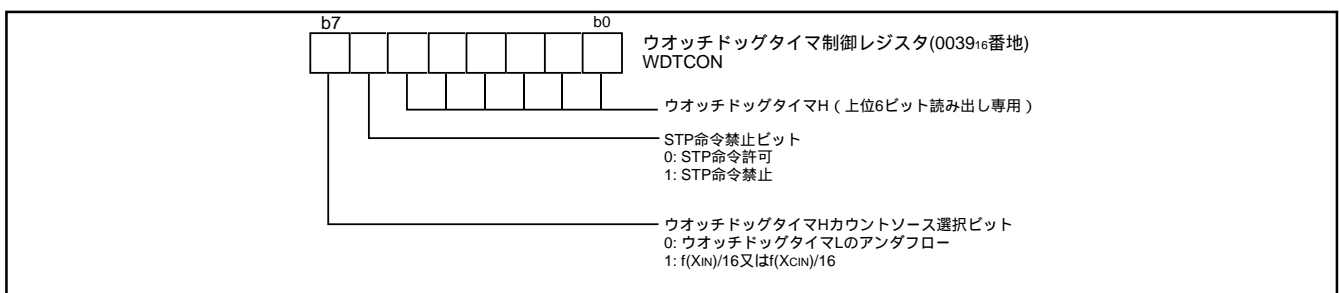 b7 b0
ウオッチドッグタイマ制御レジスタ(003916番地)
WDTCON
ウオッチドッグタイマH(上位6ビット読み出し専用)
STP命令禁止ビット
0: STP命令許可
1: STP命令禁止
ウオッチドッグタイマHカウントソース選択ビット
0: ウオッチドッグタイマLのアンダフロー
1: f(XIN)/16又はf(XCIN)/16